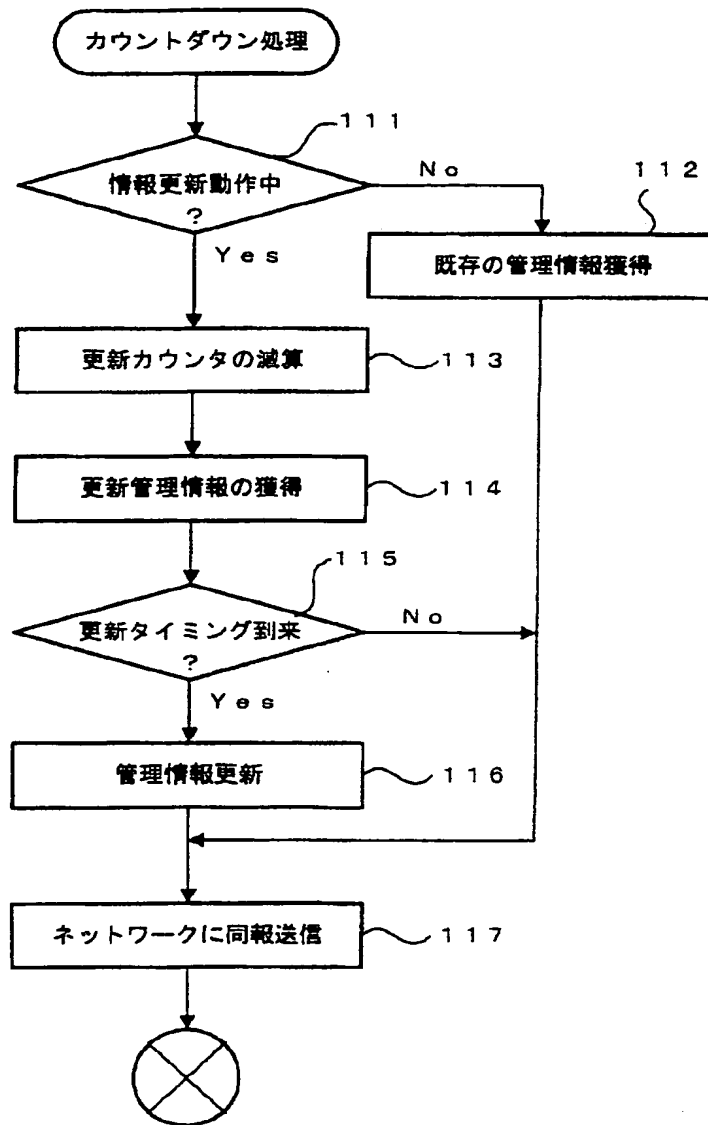 カウントダウン処理
111
情報更新動作中
?
No
112
既存の管理情報獲得
Yes
更新カウンタの減算
113
更新管理情報の獲得
114
115
更新タイミング到来
?
No
Yes
管理情報更新
116
ネットワークに同報送信
117